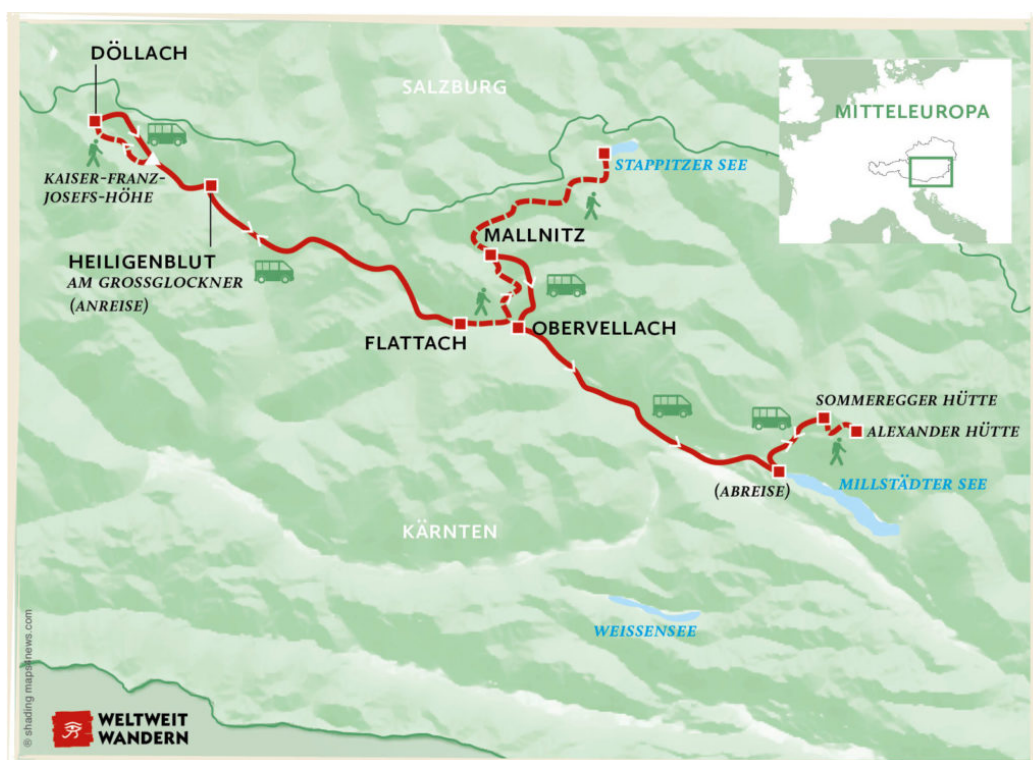 DÖLLACH
SALZBURG
MITTELEUROPA
STAPPITZER SEE
KAISER-FRANZ-
JOSEFS-HÖHE
MALLNITZ
HEILIGENBLUT
AM GROSSGLOCKNER
(ANREISE)
FLATTACH
OBERVELLACH
SOMMEREGGER HÜTTE
ALEXANDER HÜTTE
(ABREISE)
MILLSTÄDTER SEE
KÄRNTEN
WEISSENSEE
© shading maps4news.com
WELTWEIT
WANDERN